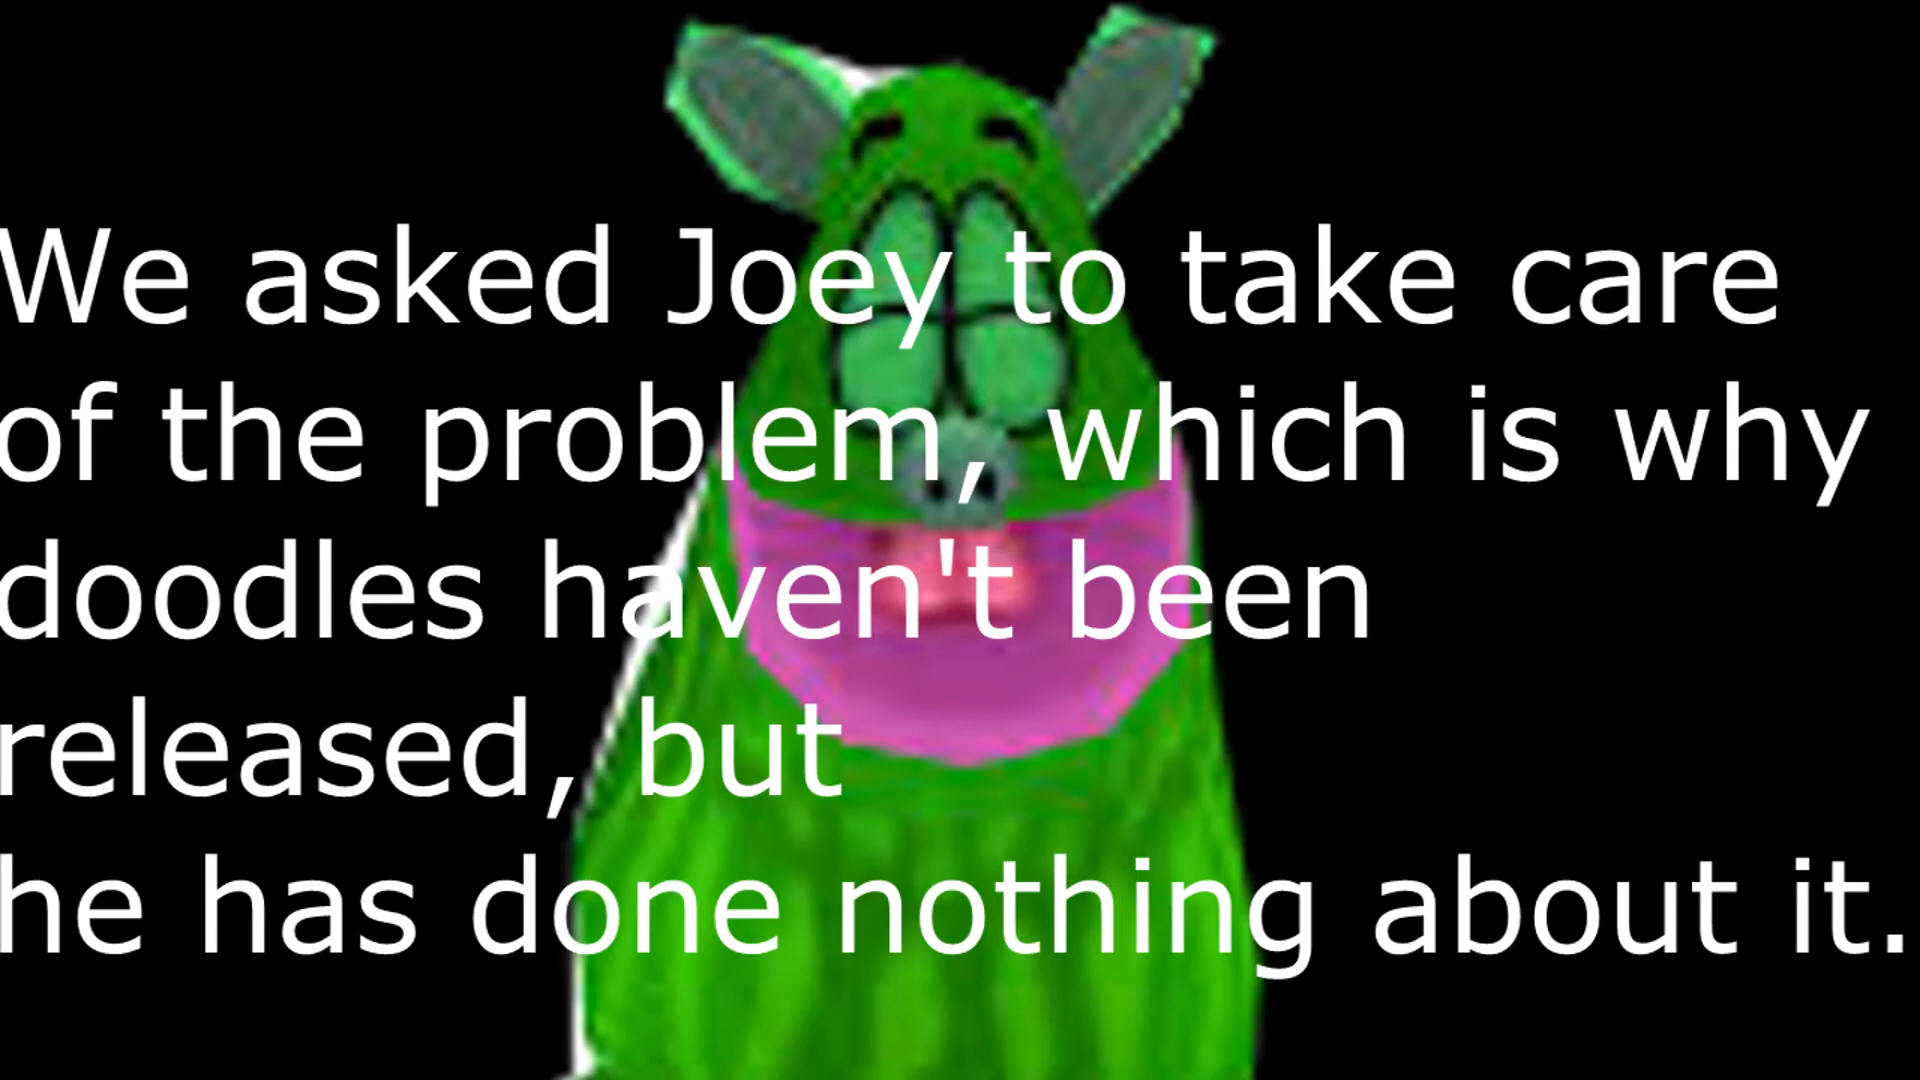 We asked Joey to take care
of the problem, which is why
doodles haven't been
released, but
he has done nothing about it.